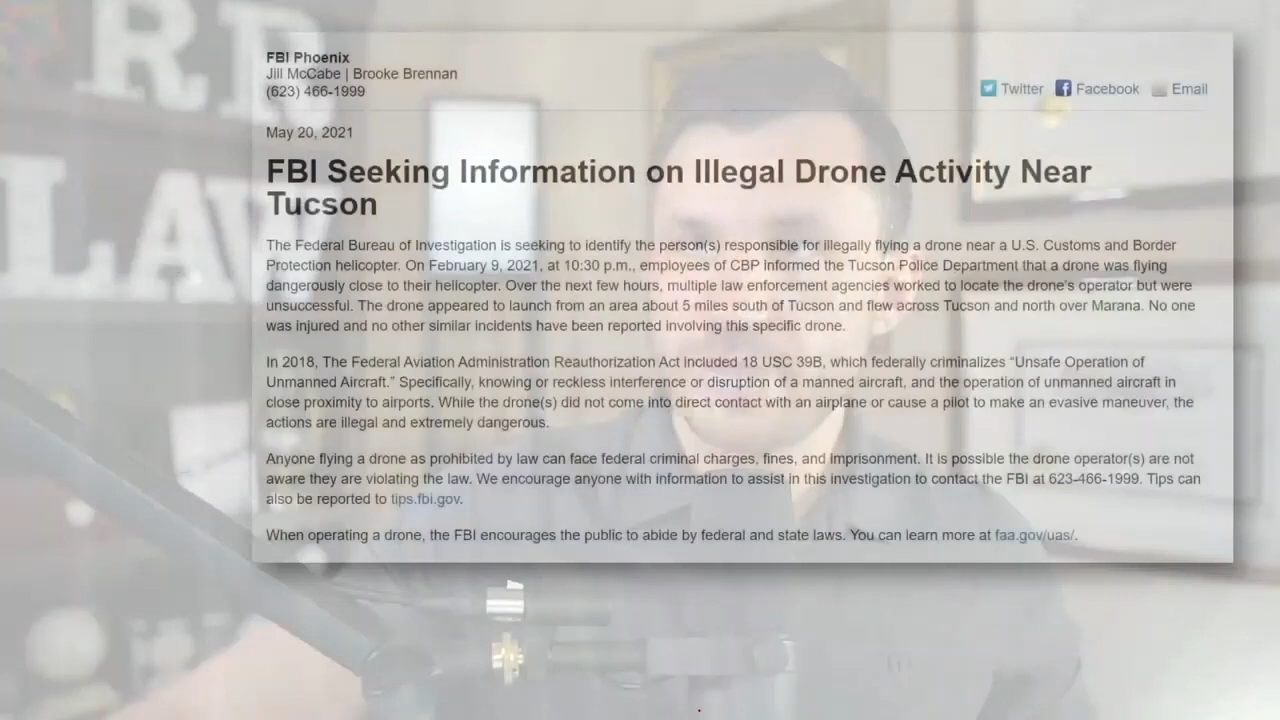 RD
LAW
FBI Phoenix
Jill McCabe | Brooke Brennan
(623) 466-1999
Twitter Facebook Email
May 20, 2021
FBI Seeking Information on Illegal Drone Activity Near
Tucson
The Federal Bureau of Investigation is seeking to identify the person(s) responsible for illegally flying a drone near a U.S. Customs and Border
Protection helicopter. On February 9, 2021, at 10:30 p.m., employees of CBP informed the Tucson Police Department that a drone was flying
dangerously close to their helicopter. Over the next few hours, multiple law enforcement agencies worked to locate the drone's operator but were
unsuccessful. The drone appeared to launch from an area about 5 miles south of Tucson and flew across Tucson and north over Marana. No one
was injured and no other similar incidents have been reported involving this specific drone.
In 2018, The Federal Aviation Administration Reauthorization Act included 18 USC 39B, which federally criminalizes “Unsafe Operation of
Unmanned Aircraft.” Specifically, knowing or reckless interference or disruption of a manned aircraft, and the operation of unmanned aircraft in
close proximity to airports. While the drone(s) did not come into direct contact with an airplane or cause a pilot to make an evasive maneuver, the
actions are illegal and extremely dangerous.
Anyone flying a drone as prohibited by law can face federal criminal charges, fines, and imprisonment. It is possible the drone operator(s) are not
aware they are violating the law. We encourage anyone with information to assist in this investigation to contact the FBI at 623-466-1999. Tips can
also be reported to tips.fbi.gov.
When operating a drone, the FBI encourages the public to abide by federal and state laws. You can learn more at faa.gov/uas/.